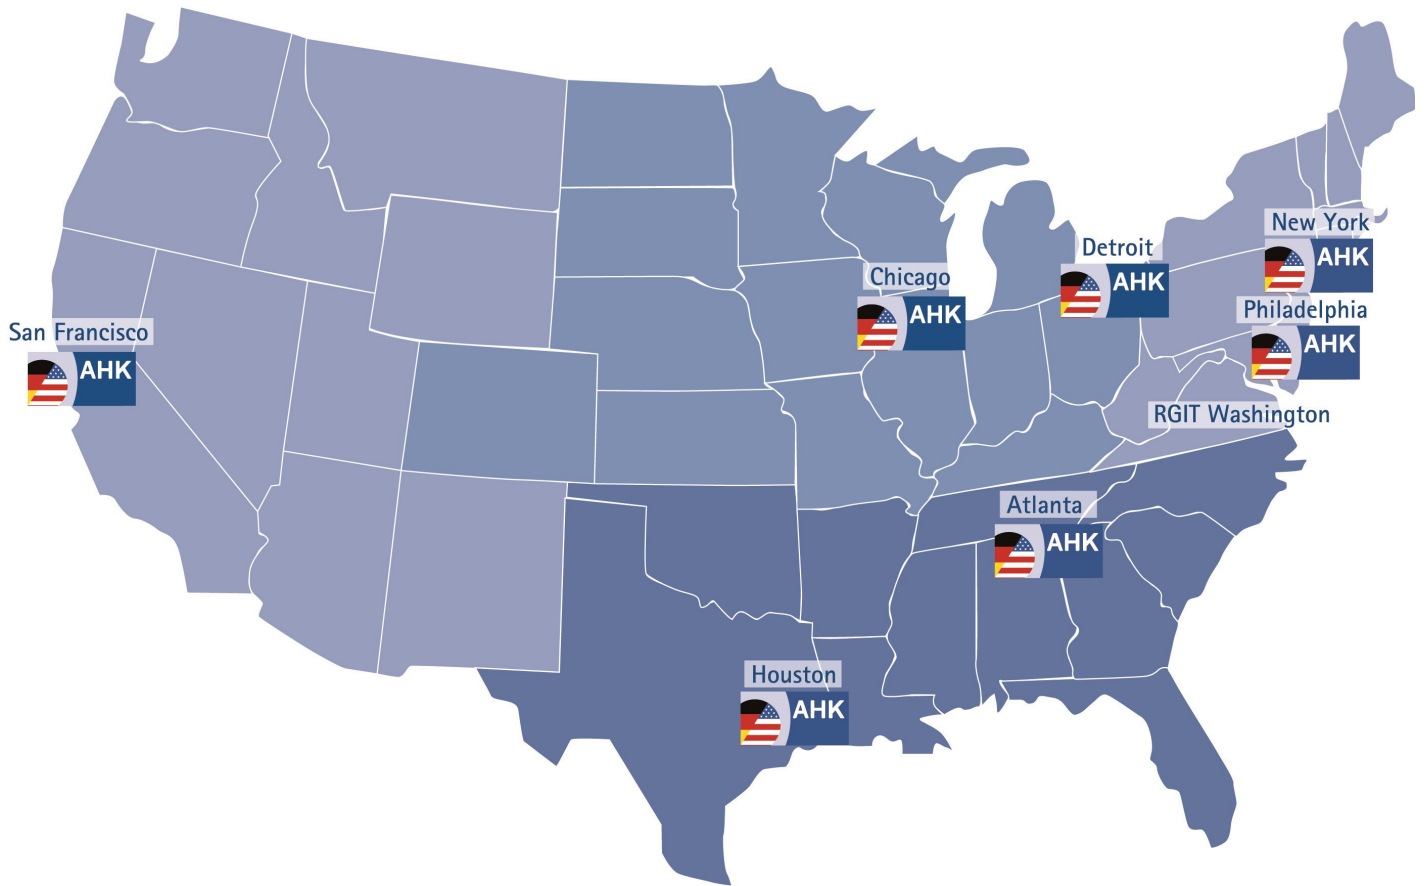 New York
AHK
Detroit
AHK
Chicago
AHK
Philadelphia
AHK
San Francisco
AHK
RGIT Washington
Atlanta
AHK
Houston
AHK